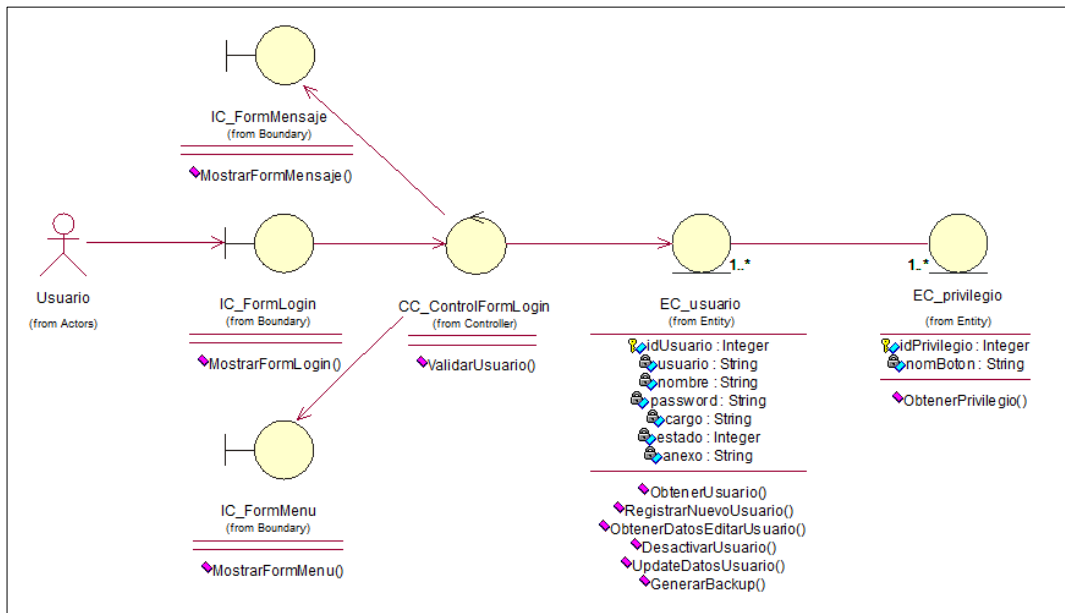 IC_FormMensaje
(from Boundary)
MostrarFormMensaje()
Usuario
(from Actors)
IC_FormLogin
(from Boundary)
MostrarFormLogin()
CC_ControlFormLogin
(from Controller)
ValidarUsuario()
IC_FormMenu
(from Boundary)
MostrarFormMenu()
1..*
EC_usuario
(from Entity)
idUsuario : Integer
usuario : String
nombre : String
password : String
cargo : String
estado : Integer
anexo : String
ObtenerUsuario()
RegistrarNuevoUsuario()
ObtenerDatosEditarUsuario()
DesactivarUsuario()
UpdateDatosUsuario()
GenerarBackup()
1..*
EC_privilegio
(from Entity)
idPrivilegio : Integer
nomBoton : String
ObtenerPrivilegio()